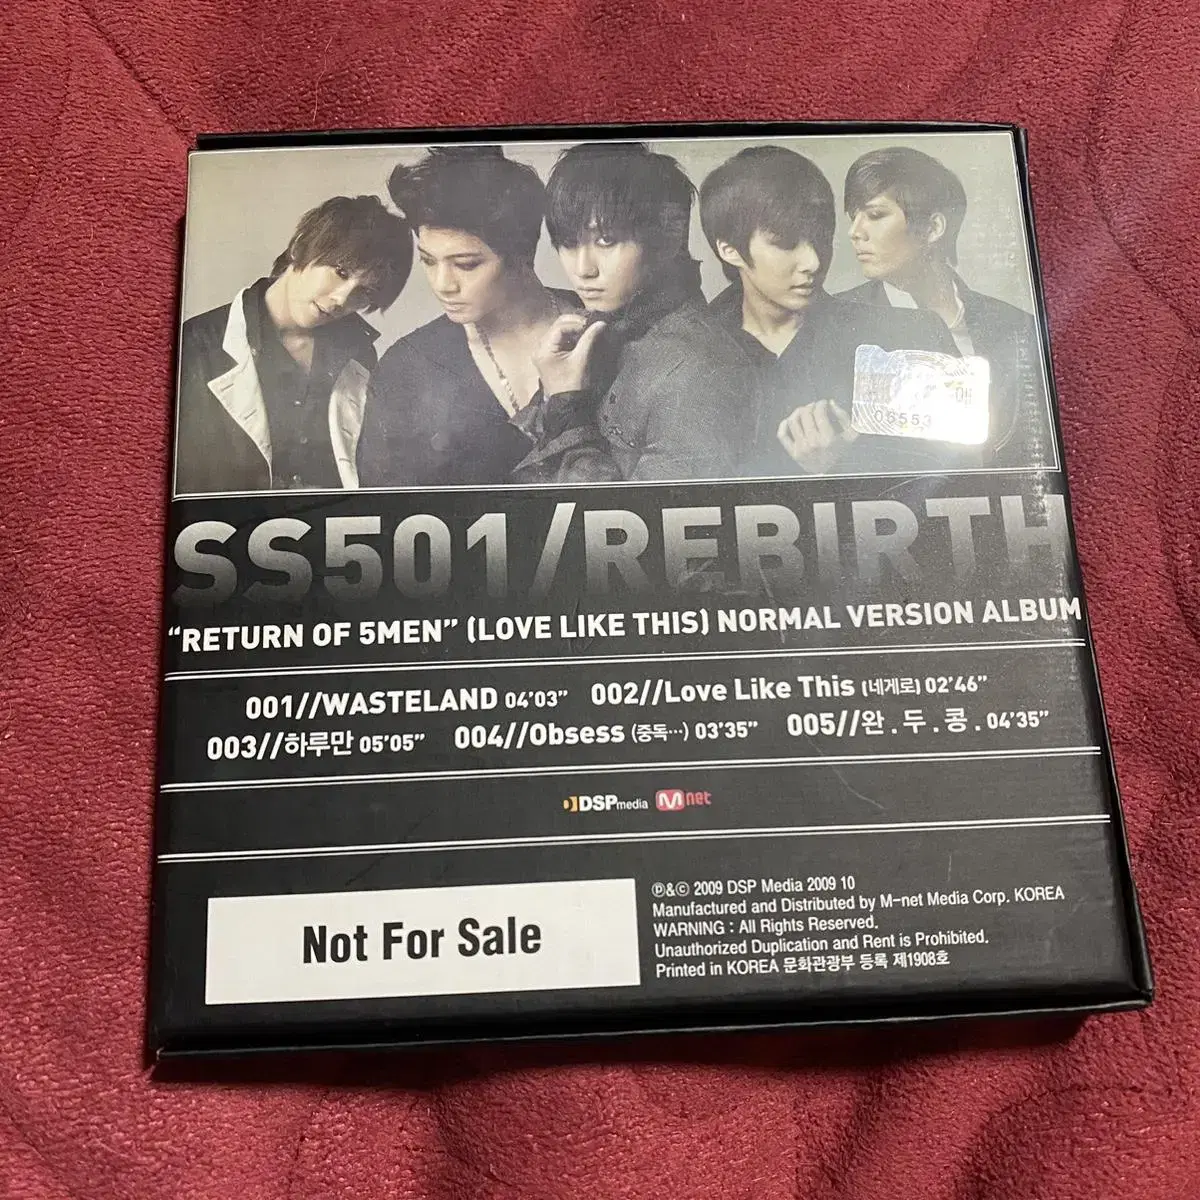 06553
SS501/REBIRTH
“RETURN OF 5MEN” (LOVE LIKE THIS) NORMAL VERSION ALBUM
001//WASTELAND 04'03” 002//Love Like This (네게로) 02'46”
003//하루만 05'05” 004//Obsess (중독…) 03'35” 005//완.두.콩. 04'35”
DSPmedia Mnet
Not For Sale
Ⓟ&© 2009 DSP Media 2009 10
Manufactured and Distributed by M-net Media Corp. KOREA
WARNING : All Rights Reserved.
Unauthorized Duplication and Rent is Prohibited.
Printed in KOREA 문화관광부 등록 제1908호